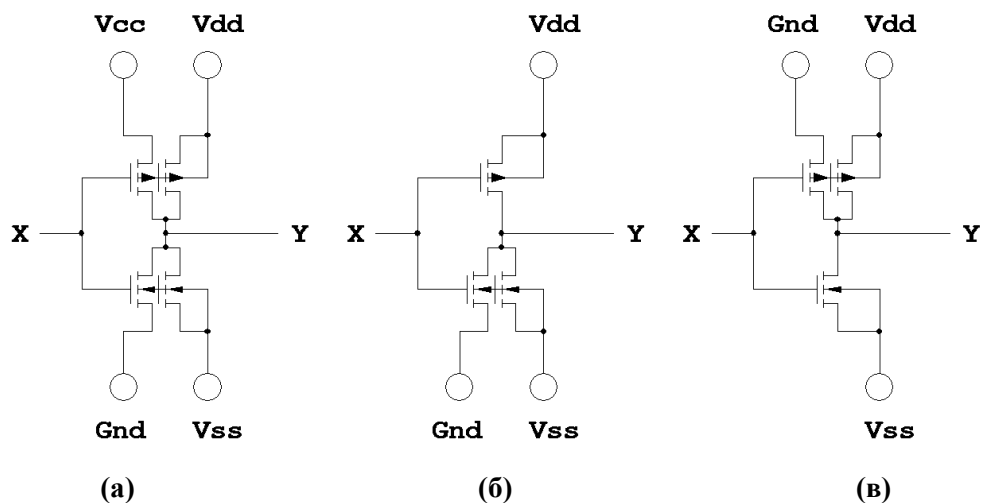 Vcc Vdd Vdd Gnd Vdd
X Y X Y X Y
Gnd Vss Gnd Vss Vss
(а) (б) (в)